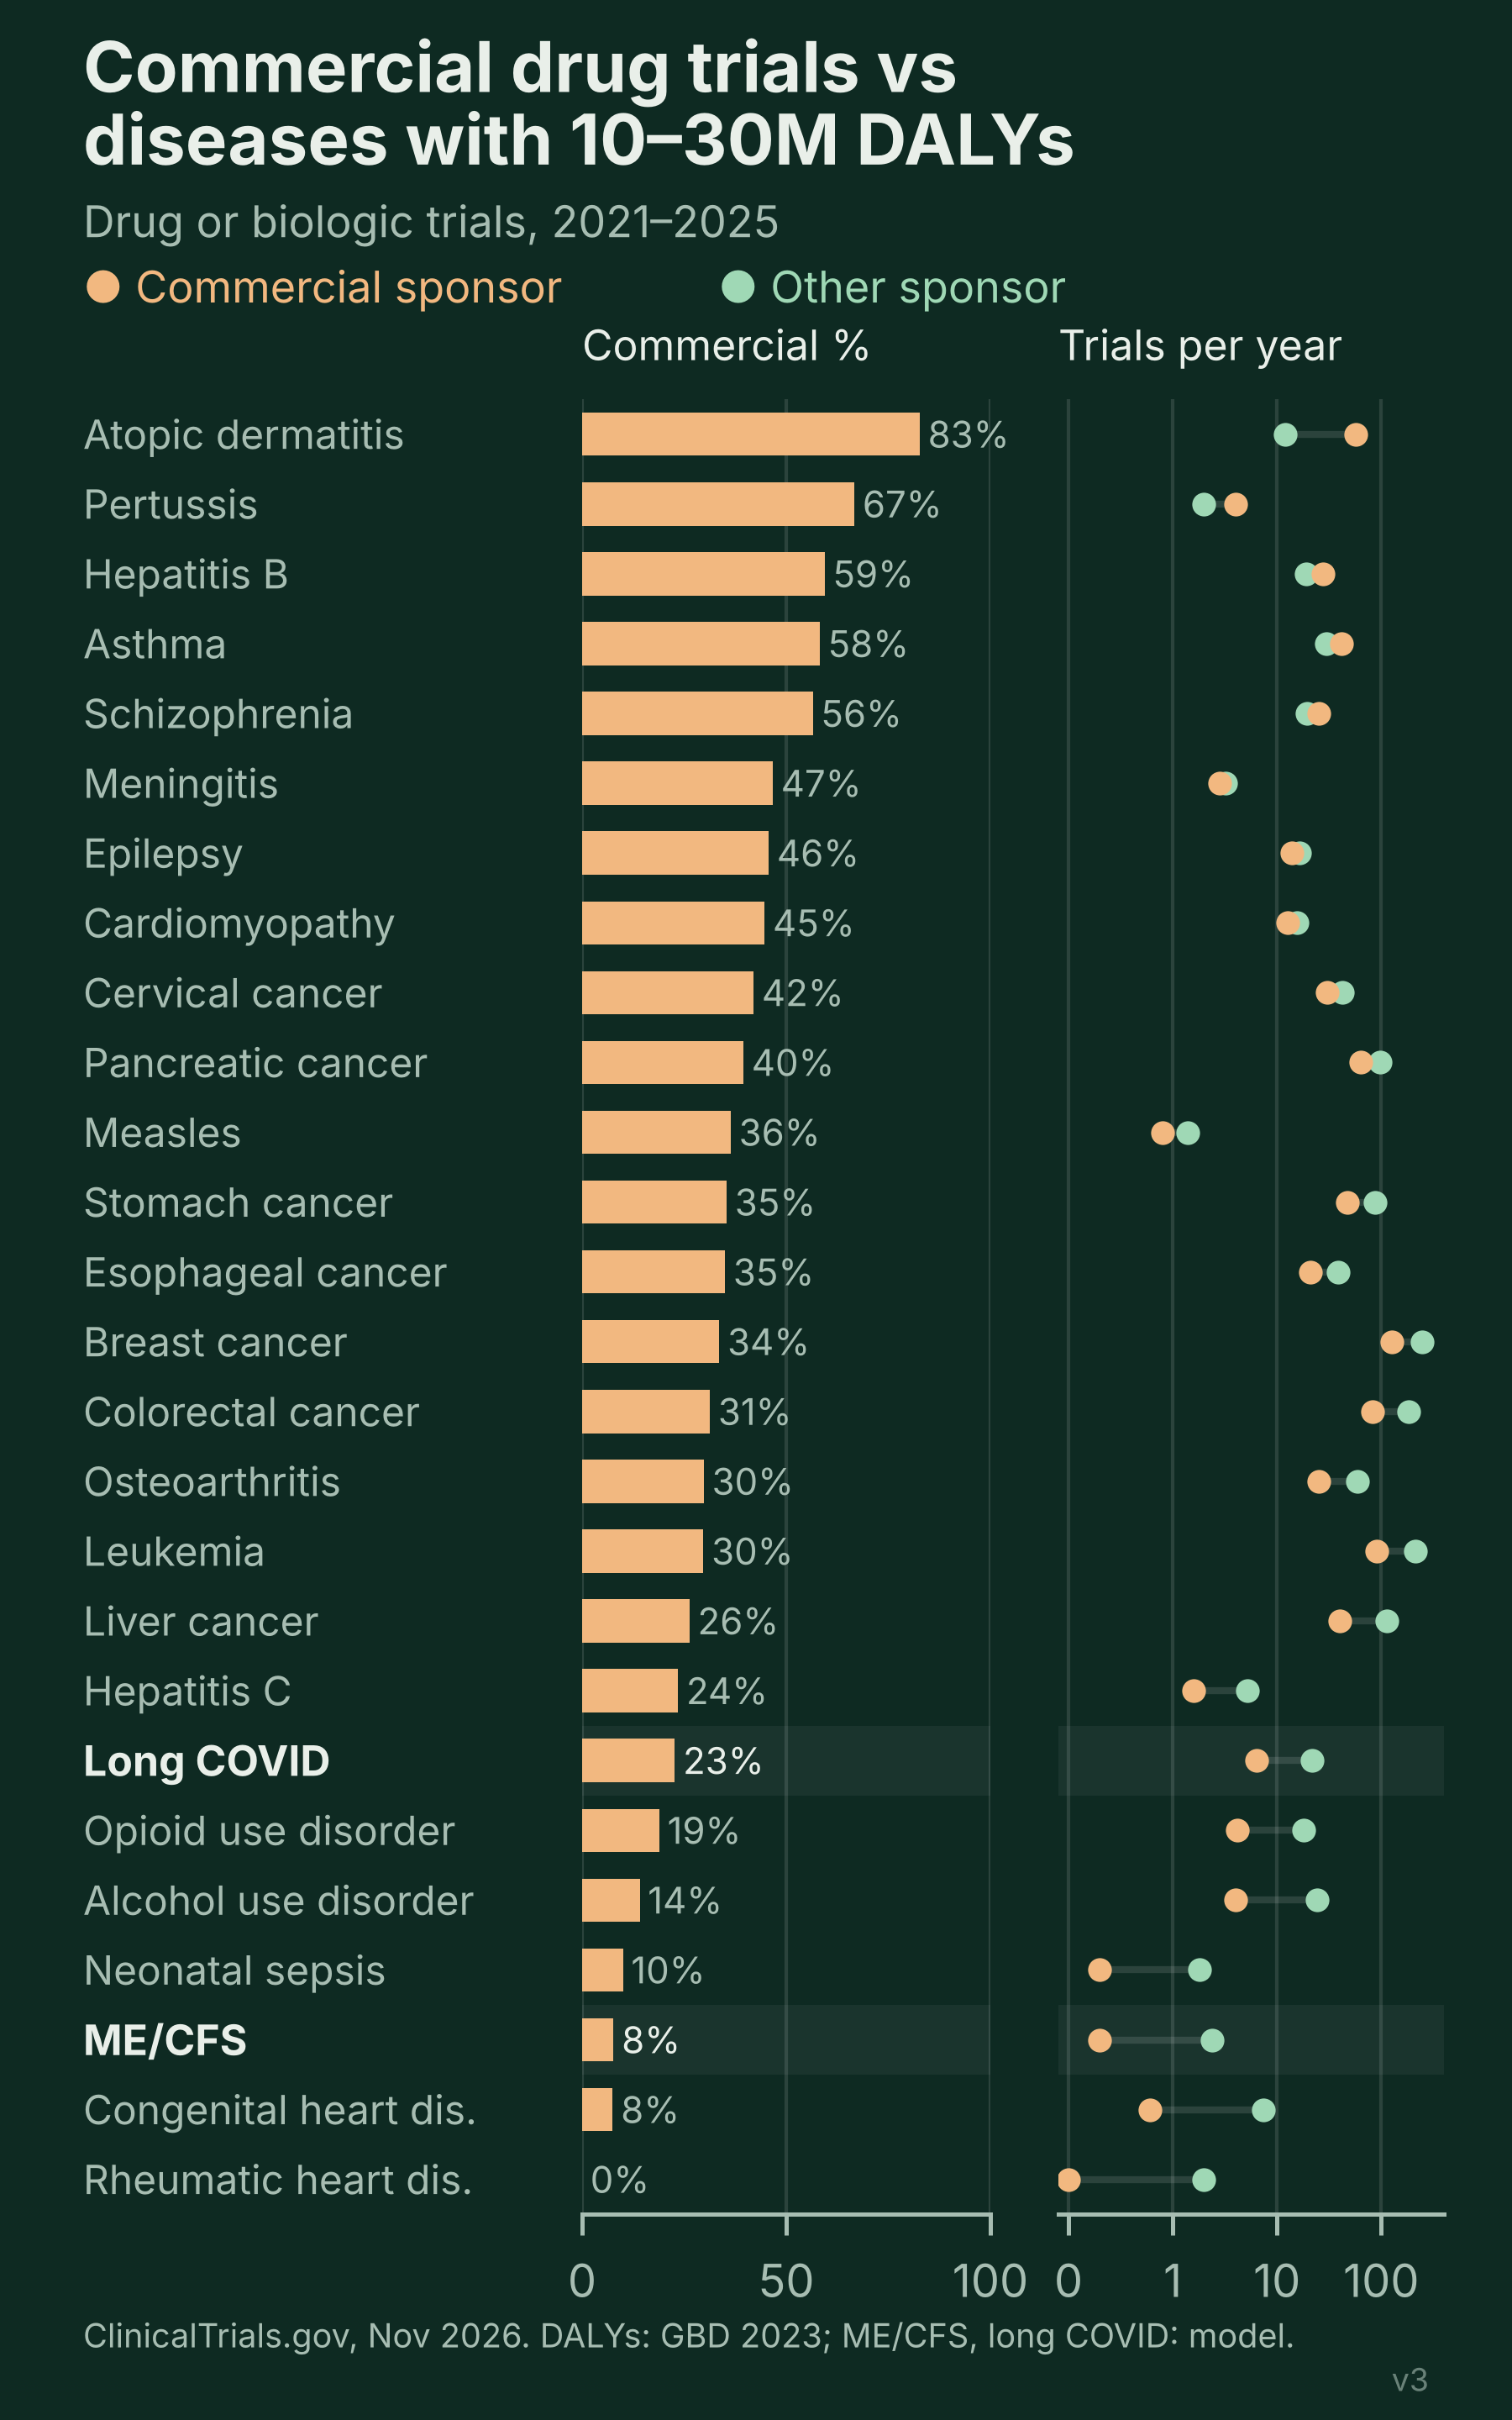 Commercial drug trials vs
diseases with 10–30M DALYs
Drug or biologic trials, 2021–2025
Commercial sponsor Other sponsor
Commercial % Trials per year
Atopic dermatitis 83%
Pertussis 67%
Hepatitis B 59%
Asthma 58%
Schizophrenia 56%
Meningitis 47%
Epilepsy 46%
Cardiomyopathy 45%
Cervical cancer 42%
Pancreatic cancer 40%
Measles 36%
Stomach cancer 35%
Esophageal cancer 35%
Breast cancer 34%
Colorectal cancer 31%
Osteoarthritis 30%
Leukemia 30%
Liver cancer 26%
Hepatitis C 24%
Long COVID 23%
Opioid use disorder 19%
Alcohol use disorder 14%
Neonatal sepsis 10%
ME/CFS 8%
Congenital heart dis. 8%
Rheumatic heart dis. 0%
0 50 100 0 1 10 100
ClinicalTrials.gov, Nov 2026. DALYs: GBD 2023; ME/CFS, long COVID: model.
v3